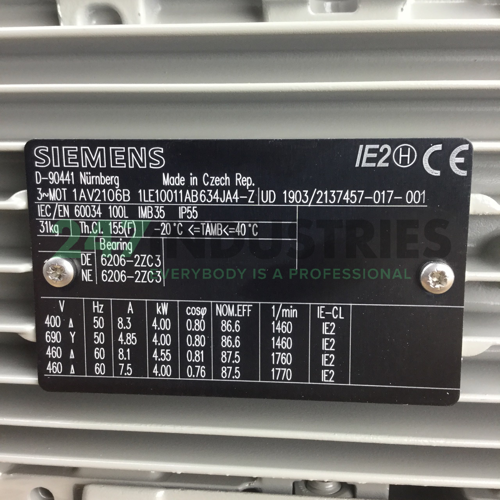 SIEMENS IE2 H CE
D-90441 Nürnberg Made in Czech Rep.
3~MOT 1AV2106B 1LE10011AB634JA4-Z UD 1903/2137457-017-001
IEC/EN 60034 100L IMB35 IP55
31kg Th.Cl. 155(F) -20°C <=TAMB<=40°C
Bearing
DE 6206-2ZC3
NE 6206-2ZC3
24/7 INDUSTRIES
EVERYBODY IS A PROFESSIONAL
V Hz A kW cosφ NOM.EFF 1/min IE-CL
400 Δ 50 8.3 4.00 0.80 86.6 1460 IE2
690 Y 50 4.85 4.00 0.80 86.6 1460 IE2
460 Δ 60 8.1 4.55 0.81 87.5 1760 IE2
460 Δ 60 7.5 4.00 0.76 87.5 1770 IE2